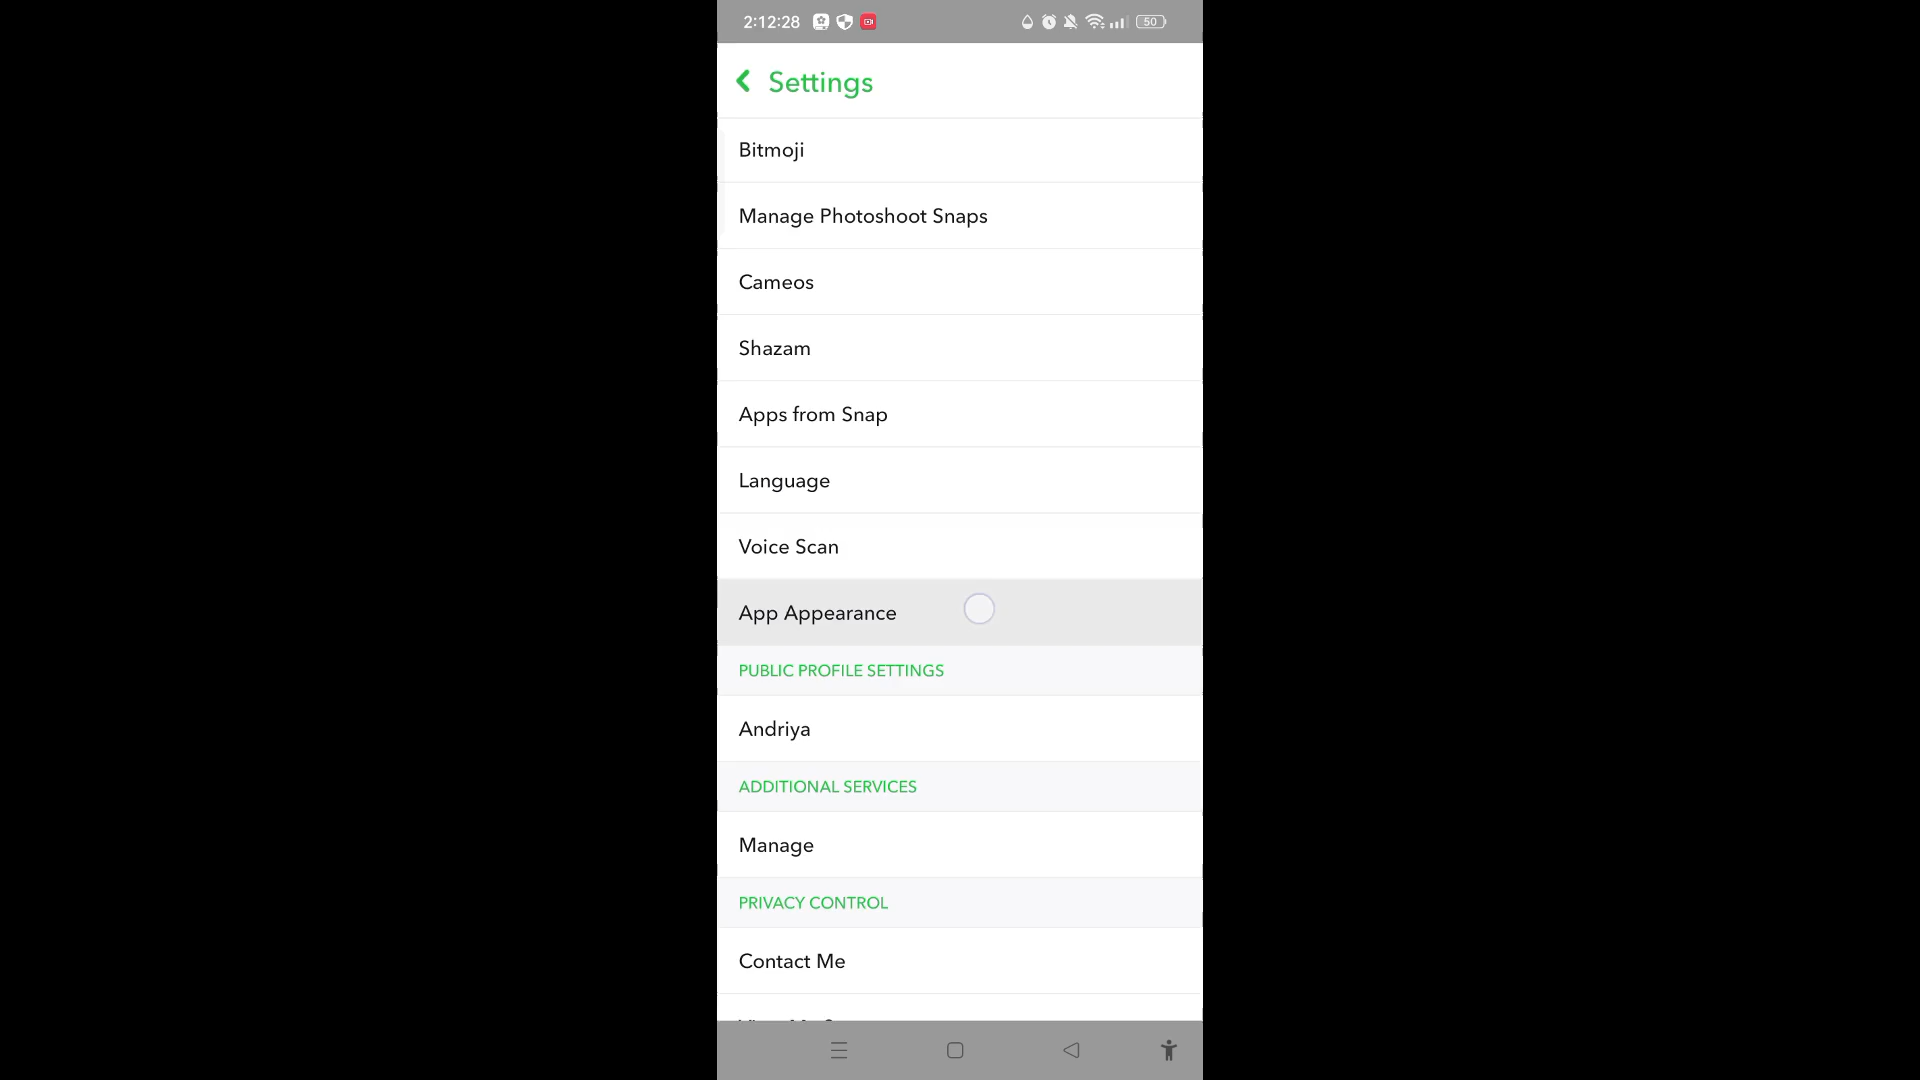 2:12:28
50
Settings
Bitmoji
Manage Photoshoot Snaps
Cameos
Shazam
Apps from Snap
Language
Voice Scan
App Appearance
PUBLIC PROFILE SETTINGS
Andriya
ADDITIONAL SERVICES
Manage
PRIVACY CONTROL
Contact Me